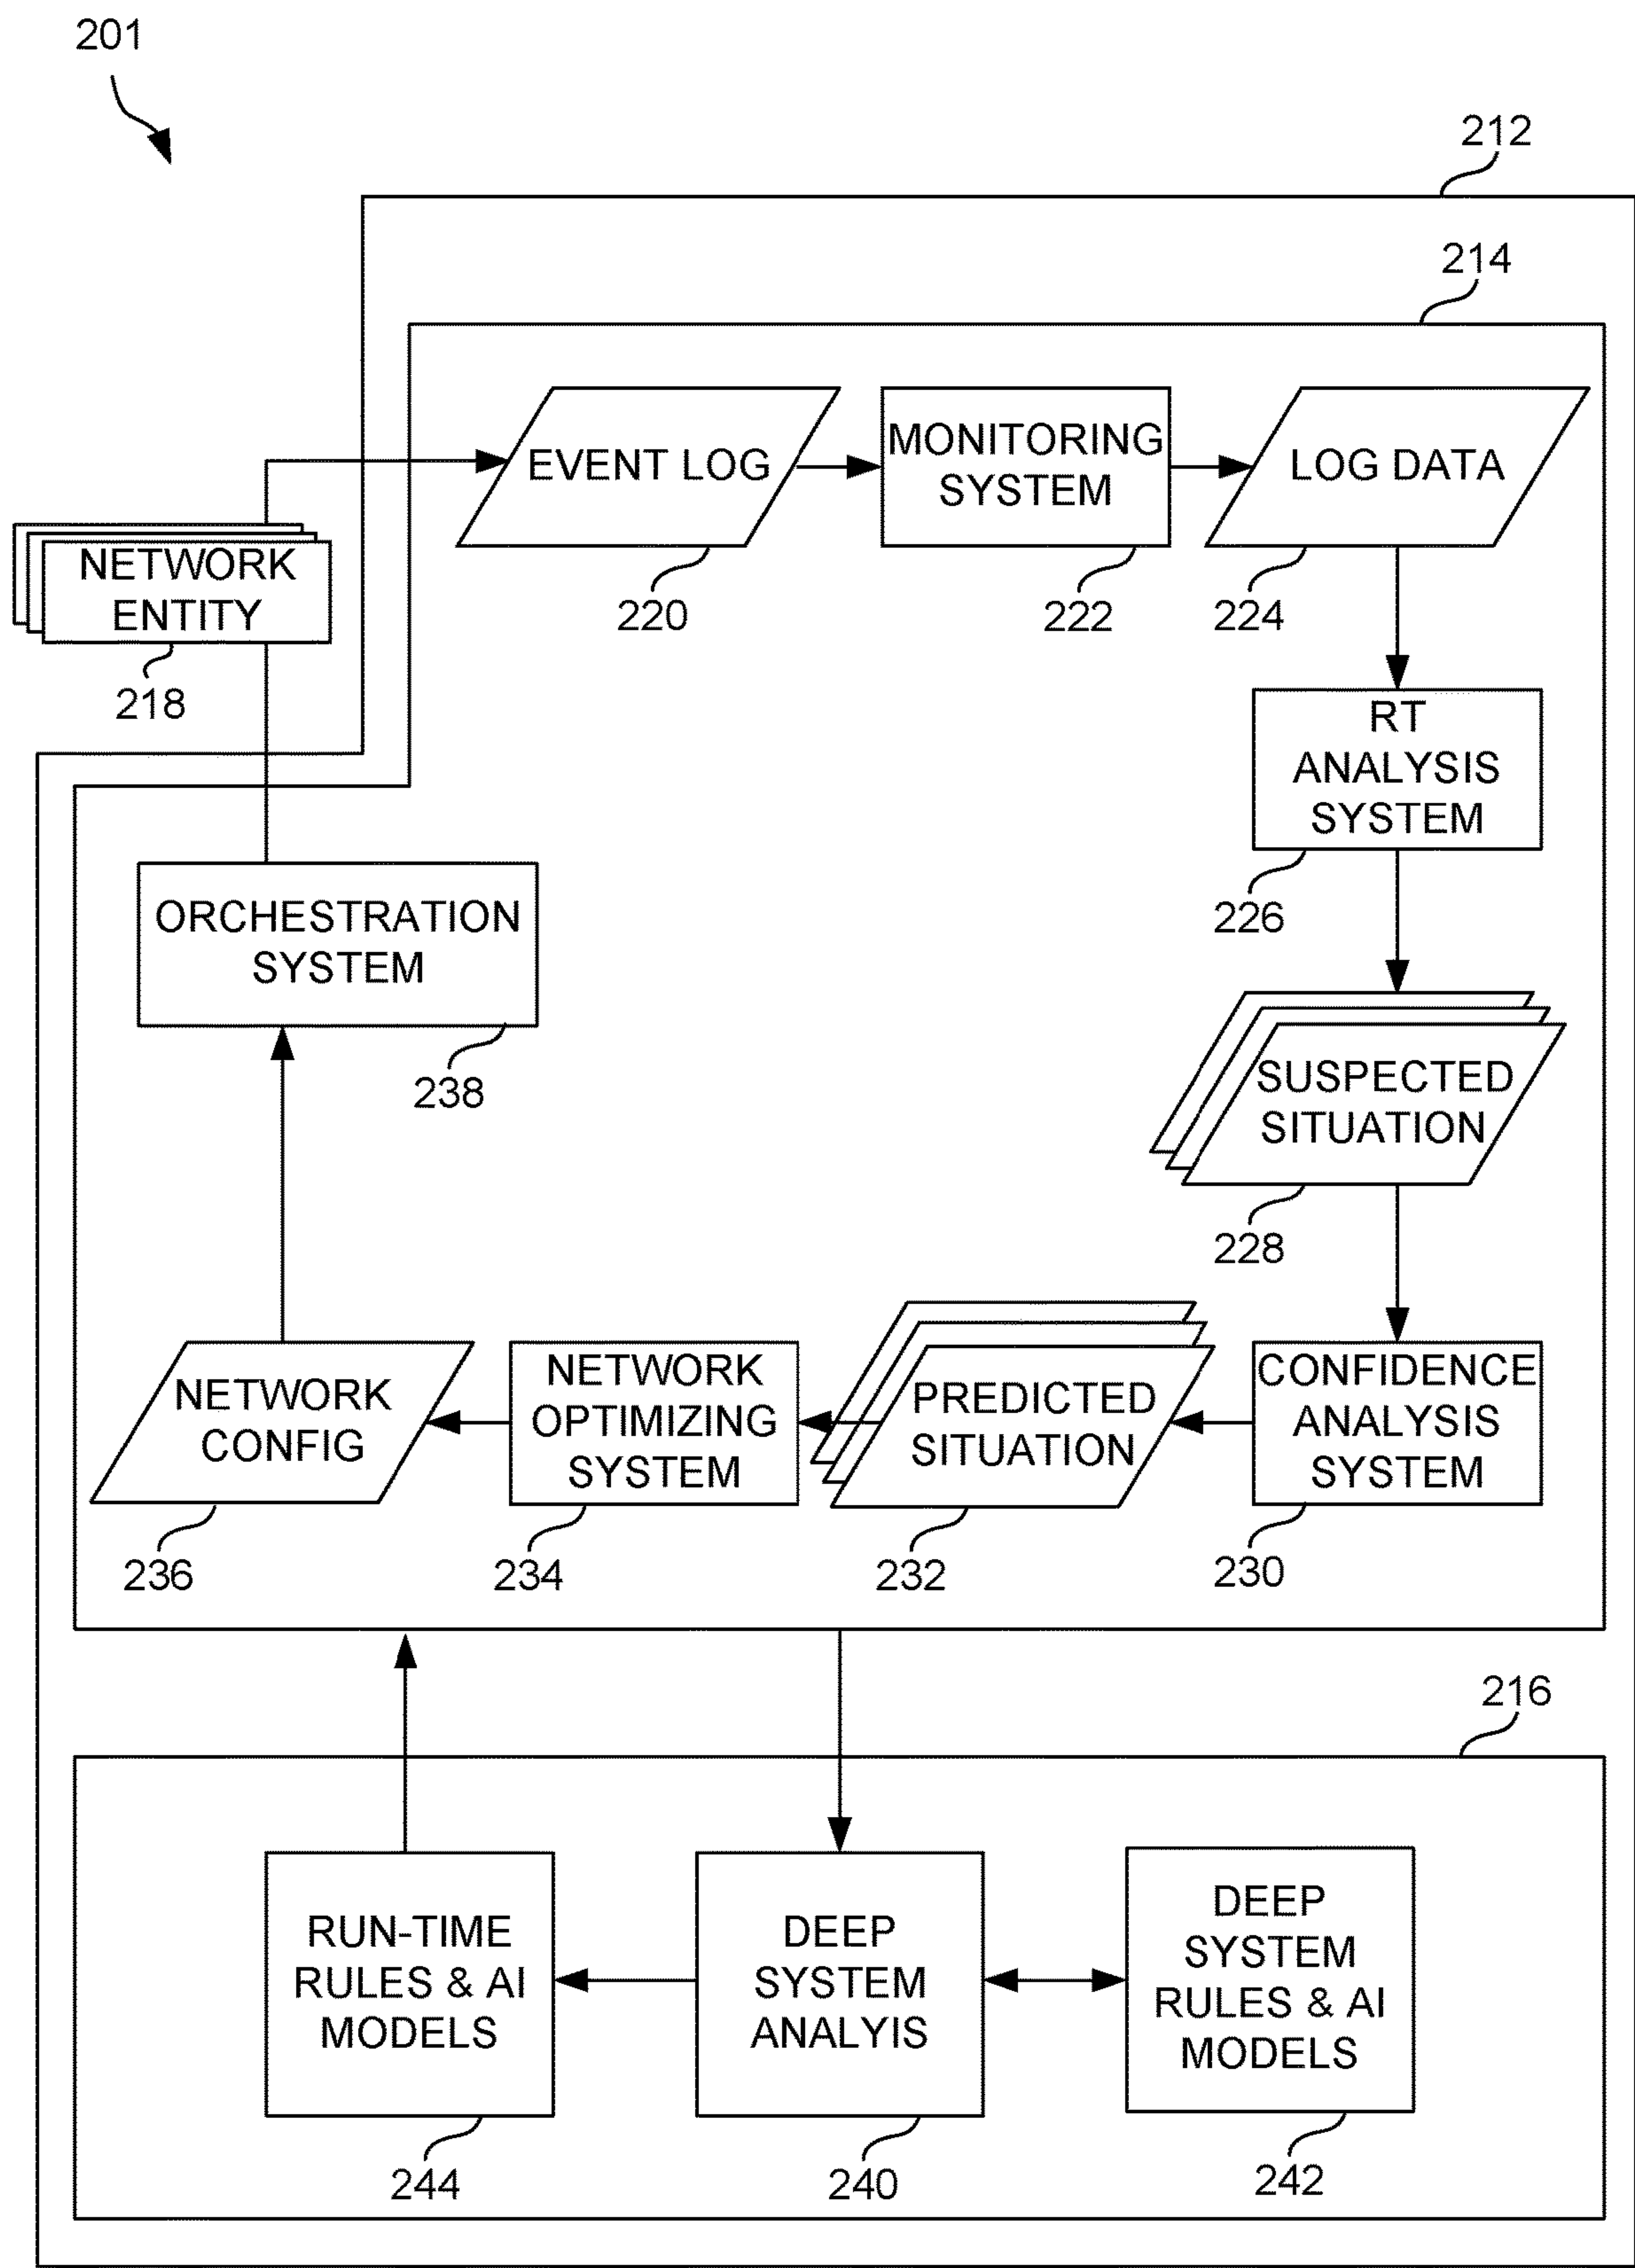 201
212
214
EVENT LOG
220
MONITORING
SYSTEM
222
LOG DATA
224
NETWORK
ENTITY
218
RT
ANALYSIS
SYSTEM
226
ORCHESTRATION
SYSTEM
238
SUSPECTED
SITUATION
228
NETWORK
CONFIG
236
NETWORK
OPTIMIZING
SYSTEM
234
PREDICTED
SITUATION
232
CONFIDENCE
ANALYSIS
SYSTEM
230
216
RUN-TIME
RULES & AI
MODELS
244
DEEP
SYSTEM
ANALYIS
240
DEEP
SYSTEM
RULES & AI
MODELS
242